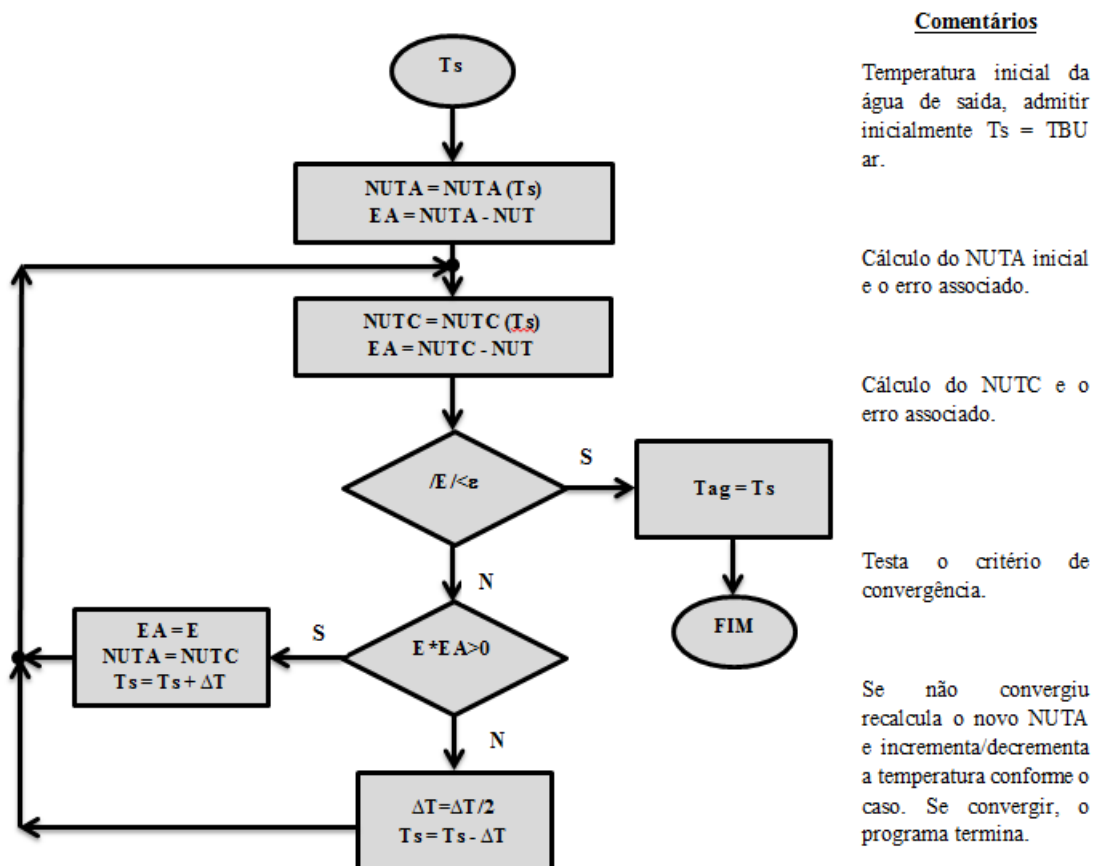 Comentários
Ts
Temperatura inicial da
água de saída, admitir
inicialmente Ts = TBU
ar.
NUTA = NUTA (Ts)
EA = NUTA - NUT
Cálculo do NUTA inicial
e o erro associado.
NUTC = NUTC (Ts)
EA = NUTC - NUT
Cálculo do NUTC e o
erro associado.
/E/<ε
S
Tag = Ts
N
Testa o critério de
convergência.
FIM
E*EA>0
S
EA = E
NUTA = NUTC
Ts = Ts + ΔT
N
Se não convergiu
recalcula o novo NUTA
e incrementa/decrementa
a temperatura conforme o
caso. Se convergir, o
programa termina.
ΔT=ΔT/2
Ts = Ts - ΔT